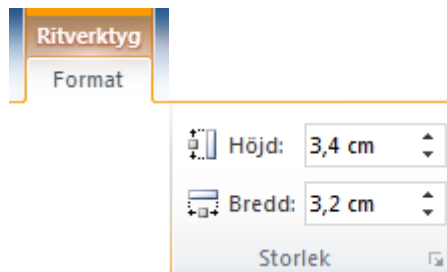 Ritverktyg
Format
Höjd: 3,4 cm
Bredd: 3,2 cm
Storlek